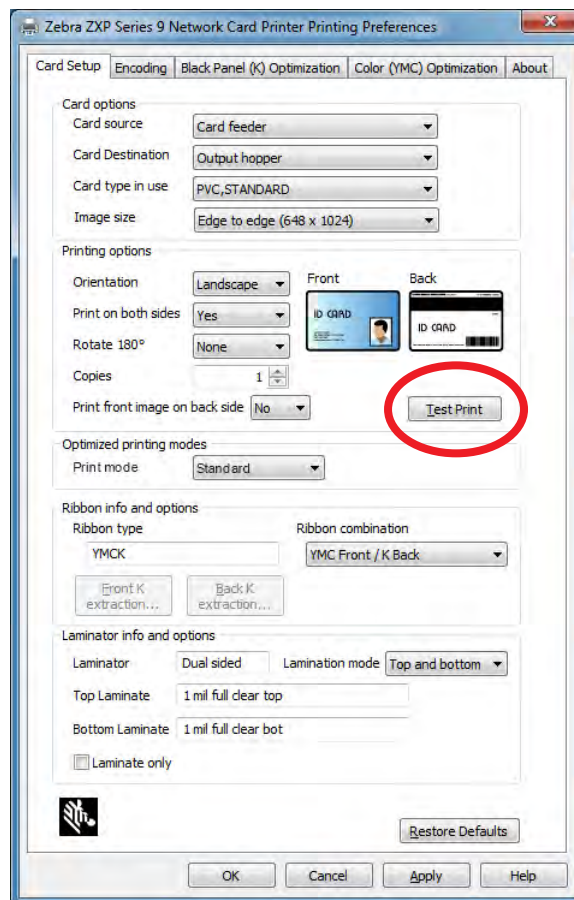 Zebra ZXP Series 9 Network Card Printer Printing Preferences
Card Setup Encoding Black Panel (K) Optimization Color (YMC) Optimization About
Card options
Card source Card feeder
Card Destination Output hopper
Card type in use PVC,STANDARD
Image size Edge to edge (648 x 1024)
Printing options
Orientation Landscape Front Back
Print on both sides Yes ID CARD ID CARD
Rotate 180° None
Copies 1
Print front image on back side No Test Print
Optimized printing modes
Print mode Standard
Ribbon info and options
Ribbon type Ribbon combination
YMCK YMC Front / K Back
Front K extraction... Back K extraction...
Laminator info and options
Laminator Dual sided Lamination mode Top and bottom
Top Laminate 1 mil full clear top
Bottom Laminate 1 mil full clear bot
Laminate only
Restore Defaults
OK Cancel Apply Help